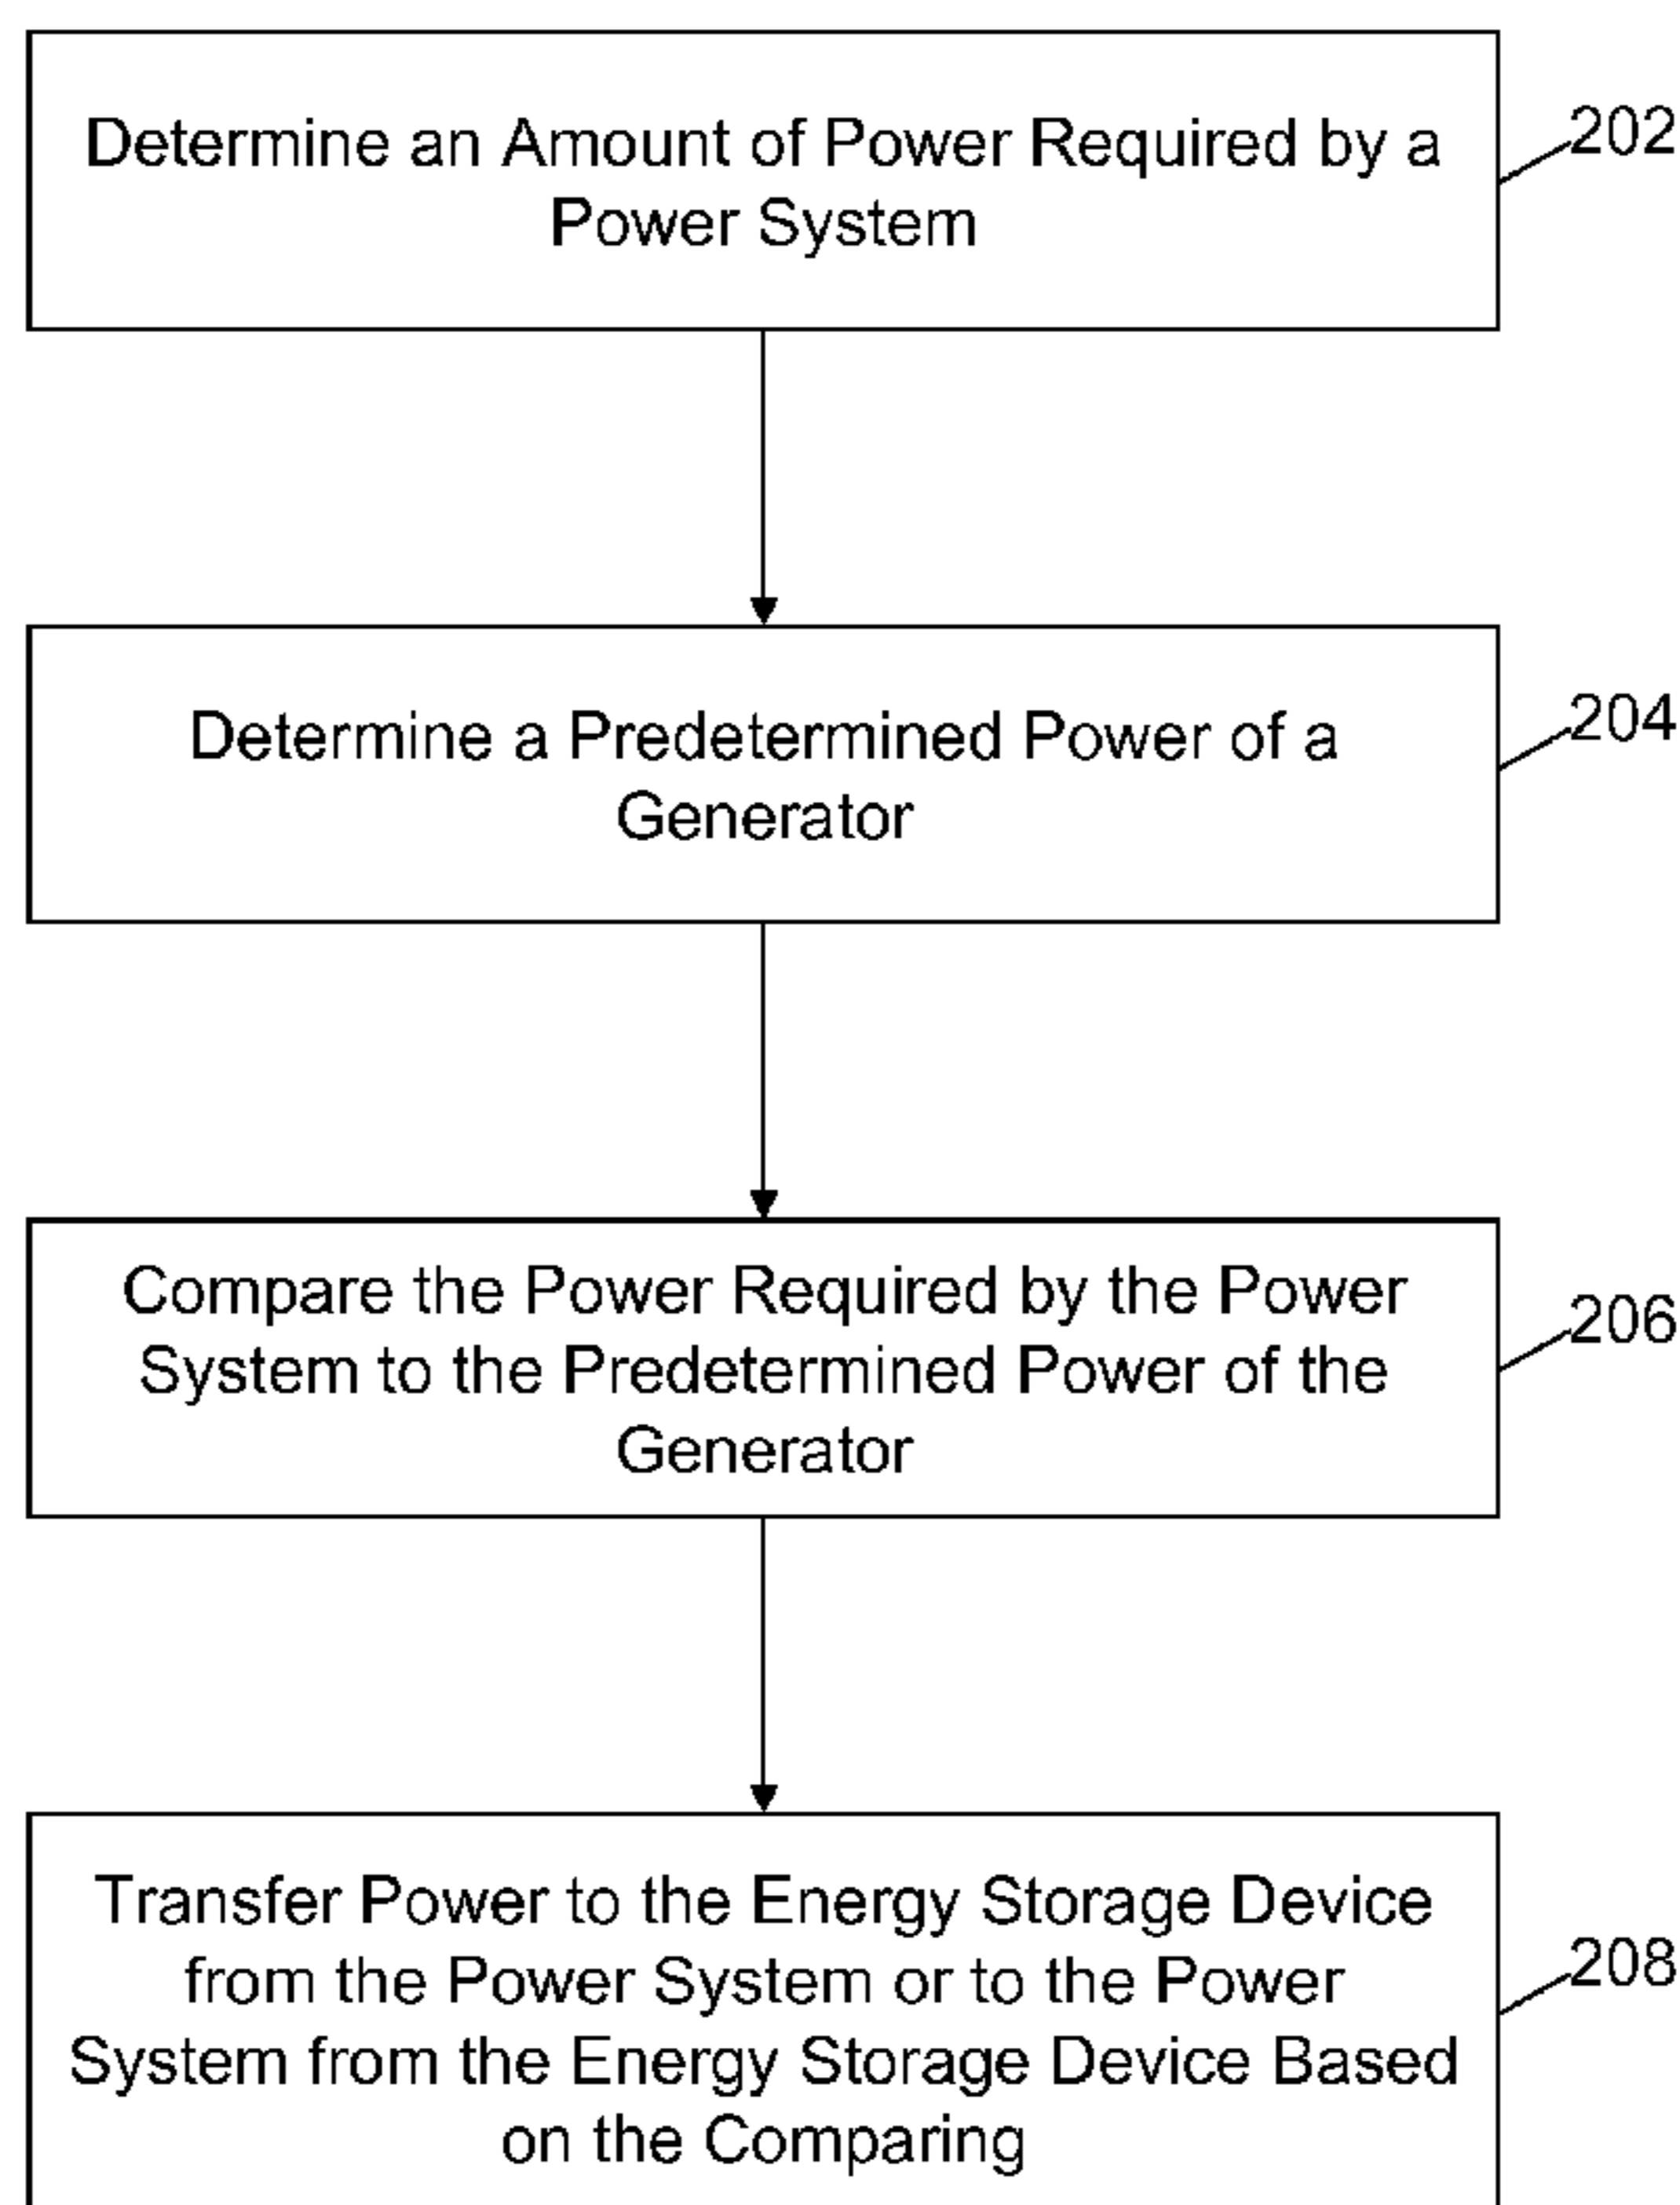 Determine an Amount of Power Required by a
Power System
202
Determine a Predetermined Power of a
Generator
204
Compare the Power Required by the Power
System to the Predetermined Power of the
Generator
206
Transfer Power to the Energy Storage Device
from the Power System or to the Power
System from the Energy Storage Device Based
on the Comparing
208